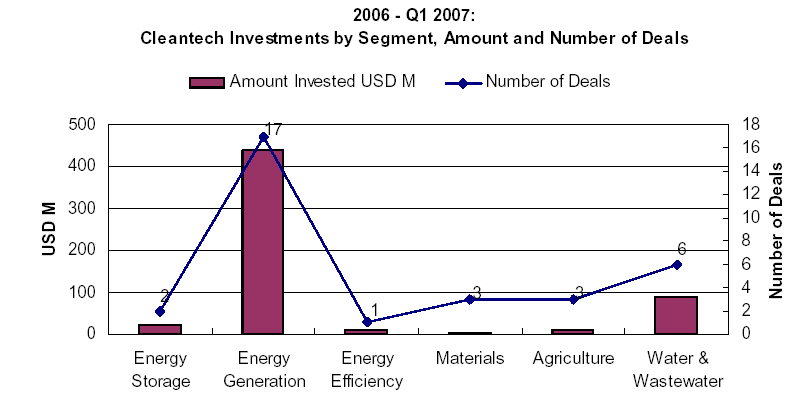 2006 - Q1 2007:
Cleantech Investments by Segment, Amount and Number of Deals
Amount Invested USD M
Number of Deals
500
400
300
200
100
0
USD M
18
16
14
12
10
8
6
4
2
0
Number of Deals
2
17
1
3
3
6
Energy
Storage
Energy
Generation
Energy
Efficiency
Materials
Agriculture
Water &
Wastewater